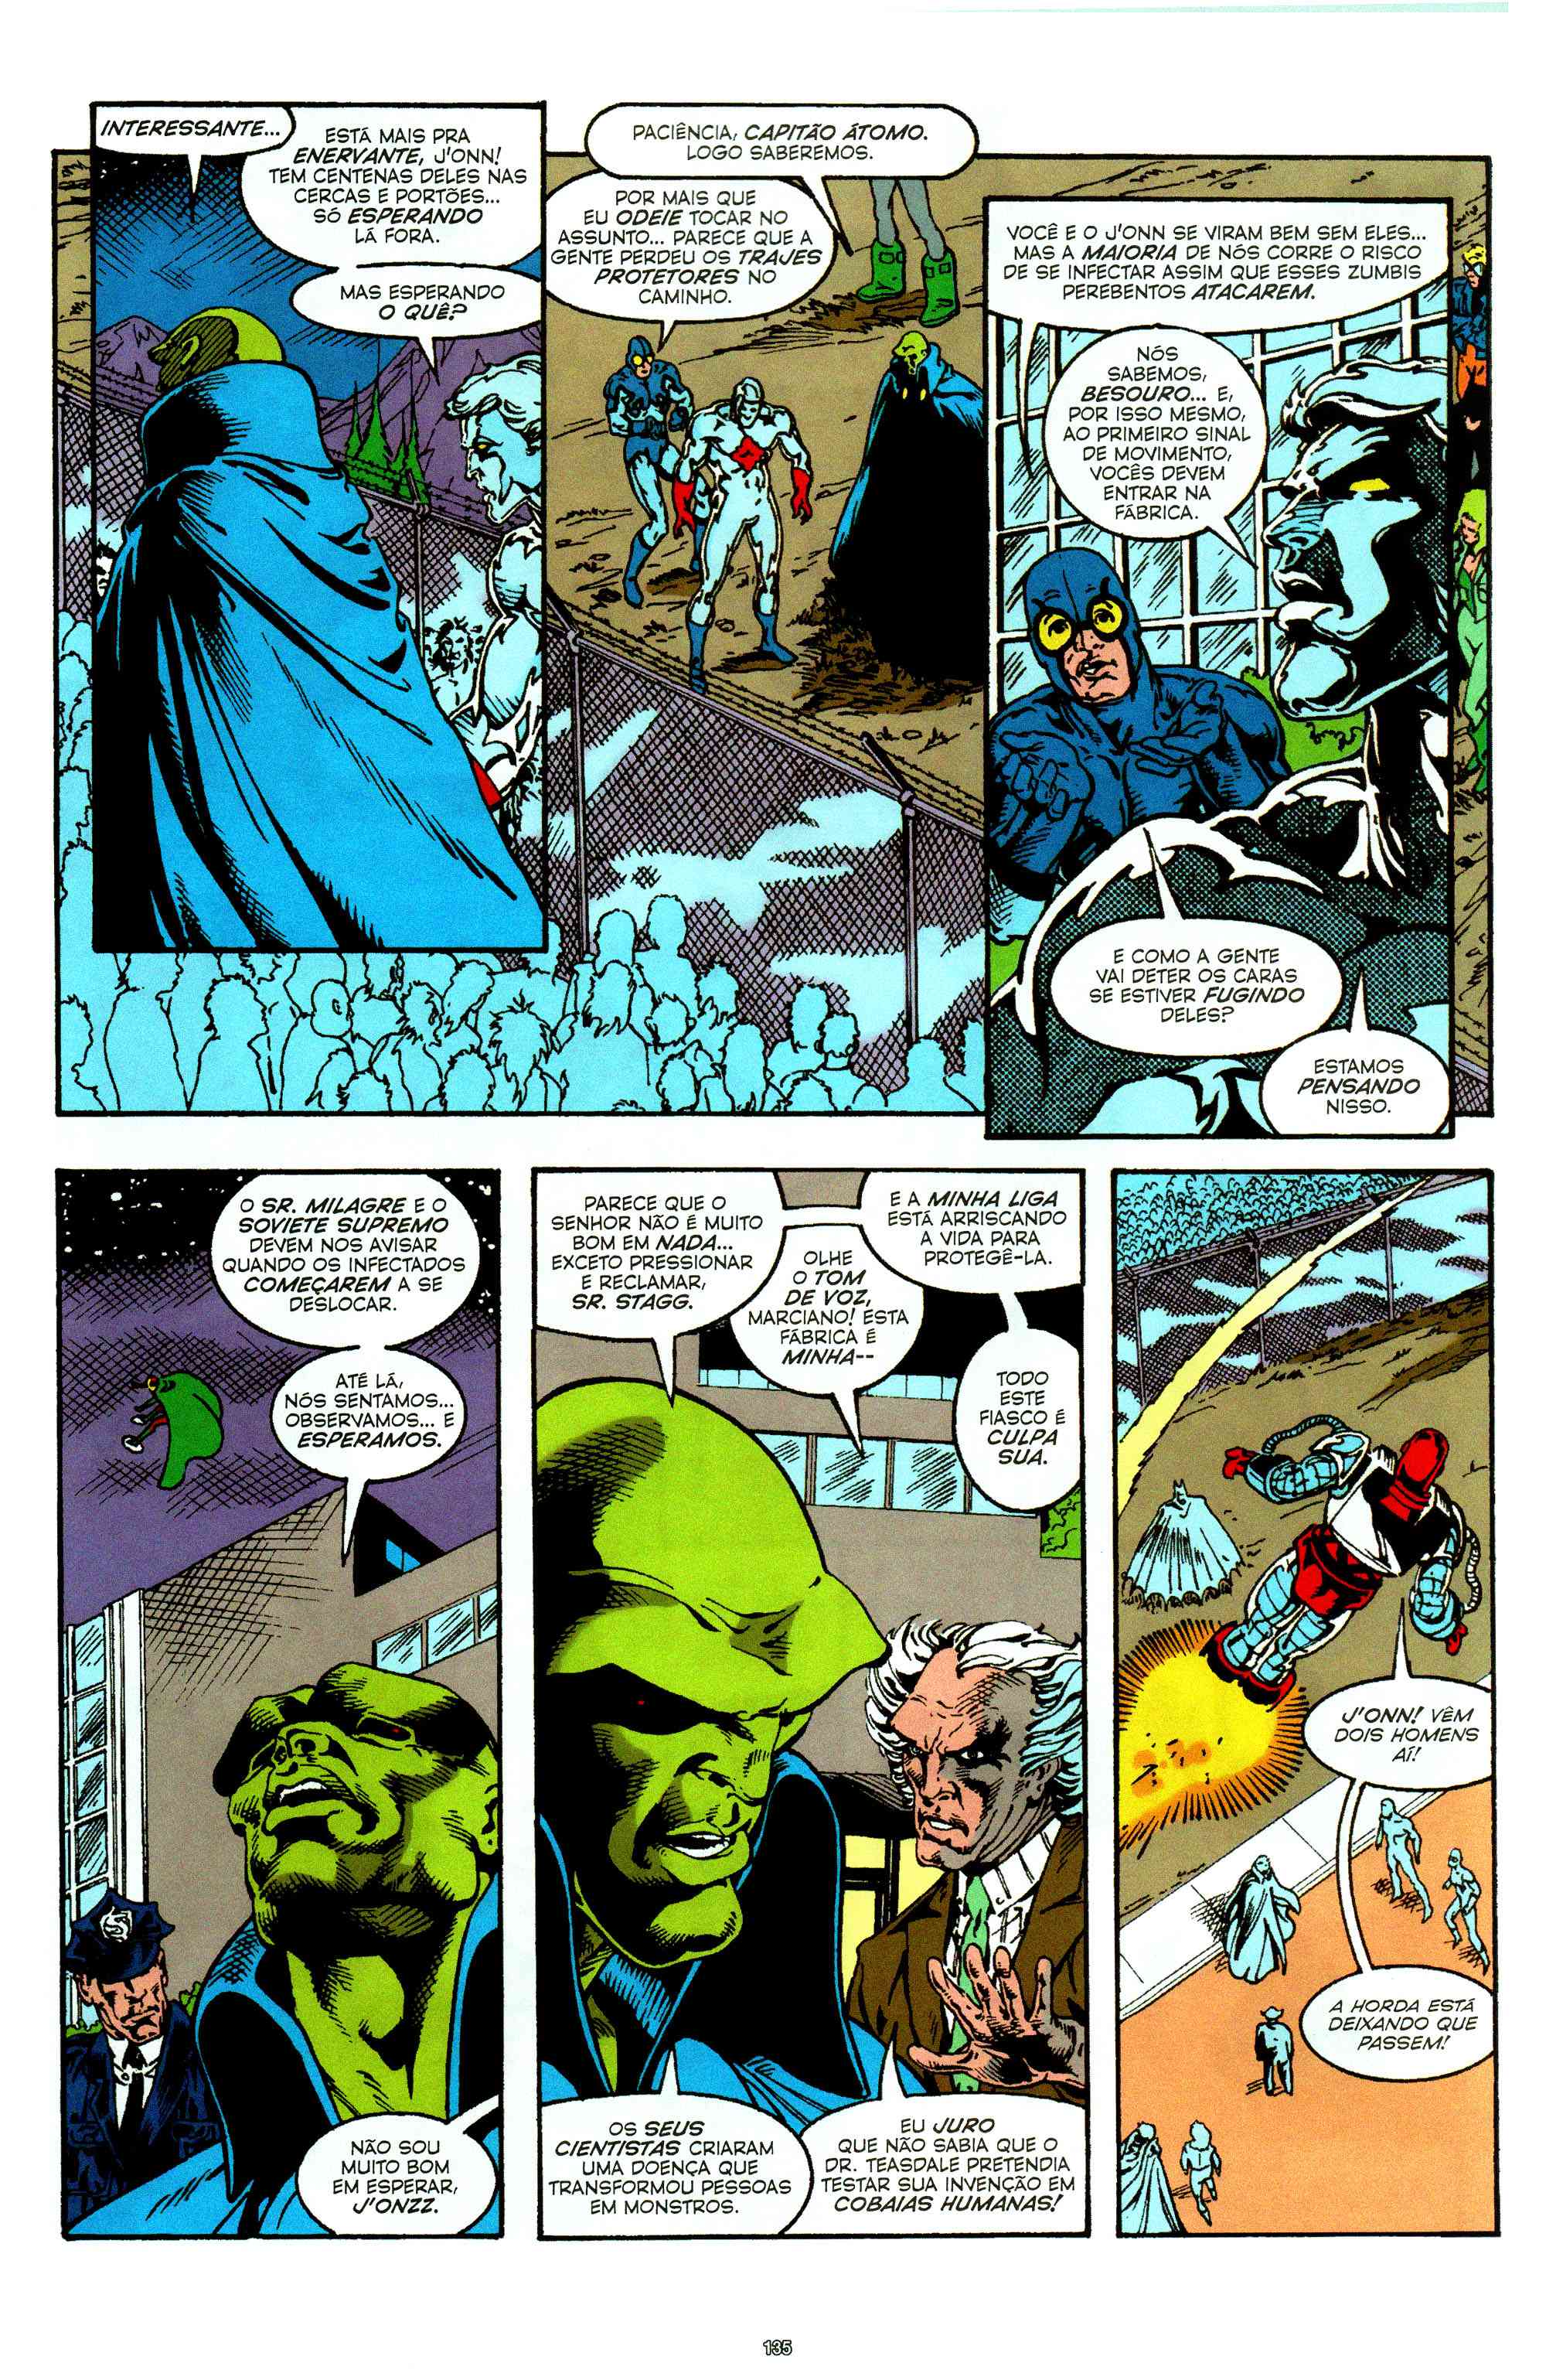 INTERESSANTE...
ESTÁ MAIS PRA
ENERVANTE, J'ONN!
TEM CENTENAS DELES NAS
CERCAS E PORTÕES...
SÓ ESPERANDO
LÁ FORA.
MAS ESPERANDO
O QUÊ?
PACIÊNCIA, CAPITÃO ÁTOMO.
LOGO SABEREMOS.
POR MAIS QUE
EU ODEIE TOCAR NO
ASSUNTO... PARECE QUE A
GENTE PERDEU OS TRAJES
PROTETORES NO
CAMINHO.
VOCÊ E O J'ONN SE VIRAM BEM SEM ELES...
MAS A MAIORIA DE NÓS CORRE O RISCO
DE SE INFECTAR ASSIM QUE ESSES ZUMBIS
PEREBENTOS ATACAREM.
NÓS
SABEMOS,
BESOURO... E,
POR ISSO MESMO,
AO PRIMEIRO SINAL
DE MOVIMENTO,
VOCÊS DEVEM
ENTRAR NA
FÁBRICA.
E COMO A GENTE
VAI DETER OS CARAS
SE ESTIVER FUGINDO
DELES?
ESTAMOS
PENSANDO
NISSO.
O SR. MILAGRE E O
SOVIETE SUPREMO
DEVEM NOS AVISAR
QUANDO OS INFECTADOS
COMEÇAREM A SE
DESLOCAR.
ATÉ LÁ,
NÓS SENTAMOS...
OBSERVAMOS... E
ESPERAMOS.
S
NÃO SOU
MUITO BOM
EM ESPERAR,
J'ONZZ.
PARECE QUE O
SENHOR NÃO É MUITO
BOM EM NADA...
EXCETO PRESSIONAR
E RECLAMAR,
SR. STAGG.
OLHE
O TOM
DE VOZ,
MARCIANO! ESTA
FÁBRICA É
MINHA--
E A MINHA LIGA
ESTÁ ARRISCANDO
A VIDA PARA
PROTEGÊ-LA.
TODO
ESTE
FIASCO É
CULPA
SUA.
OS SEUS
CIENTISTAS CRIARAM
UMA DOENÇA QUE
TRANSFORMOU PESSOAS
EM MONSTROS.
EU JURO
QUE NÃO SABIA QUE O
DR. TEASDALE PRETENDIA
TESTAR SUA INVENÇÃO EM
COBAIAS HUMANAS!
J'ONN! VÊM
DOIS HOMENS
AÍ!
A HORDA ESTÁ
DEIXANDO QUE
PASSEM!
135